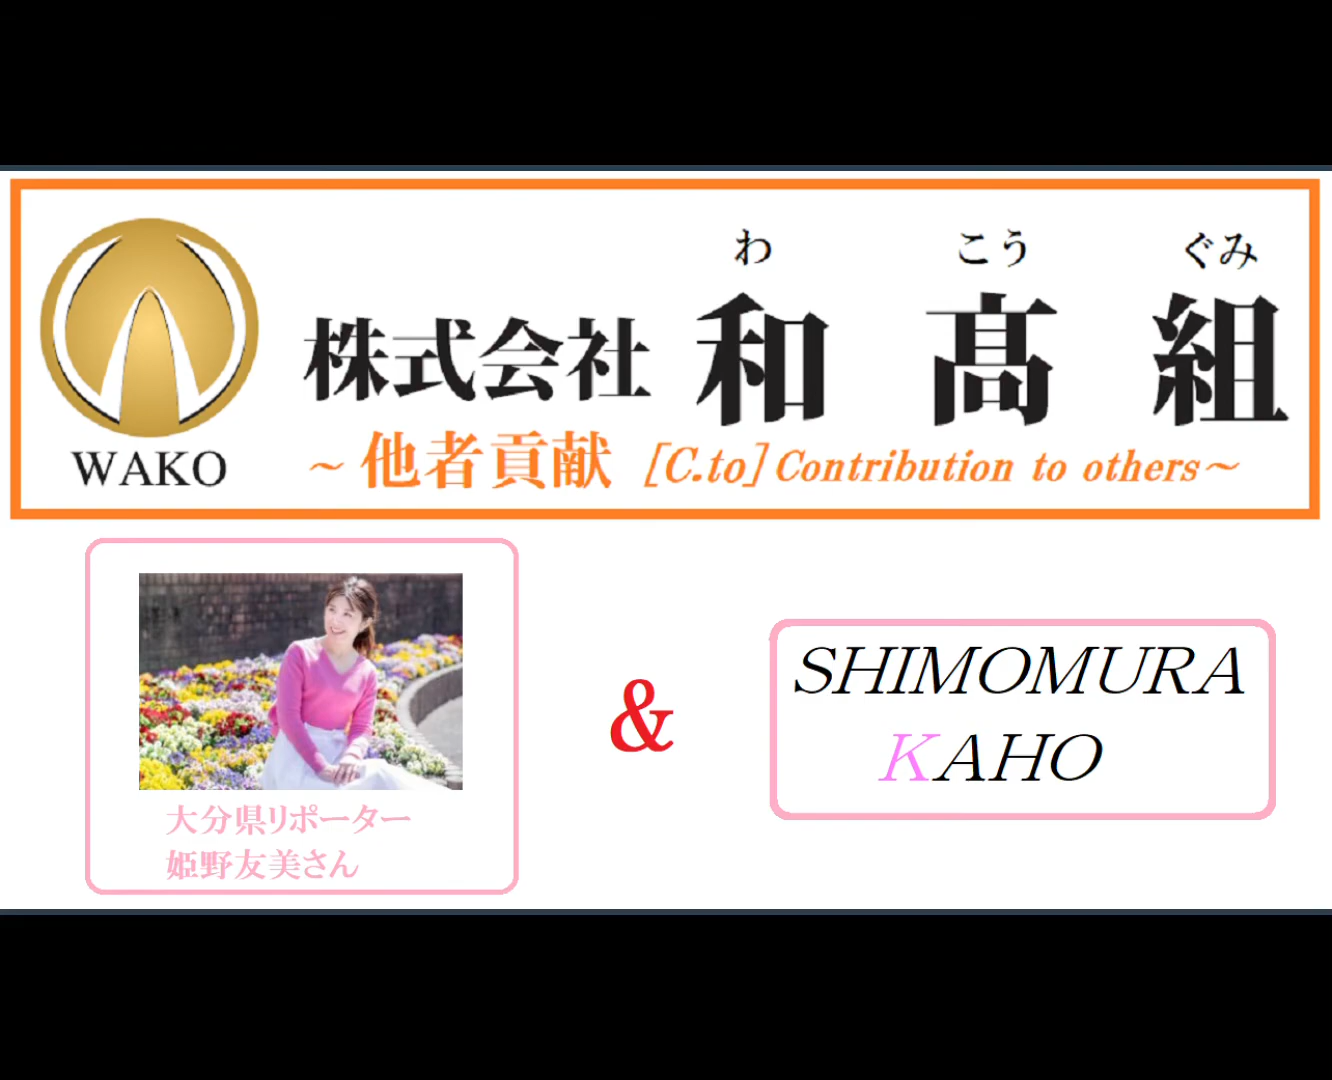 わ こう ぐみ
株式会社 和 髙 組
WAKO
~ 他者貢献 [C.to] Contribution to others~
大分県リポーター
姫野友美さん
&
SHIMOMURA
KAHO